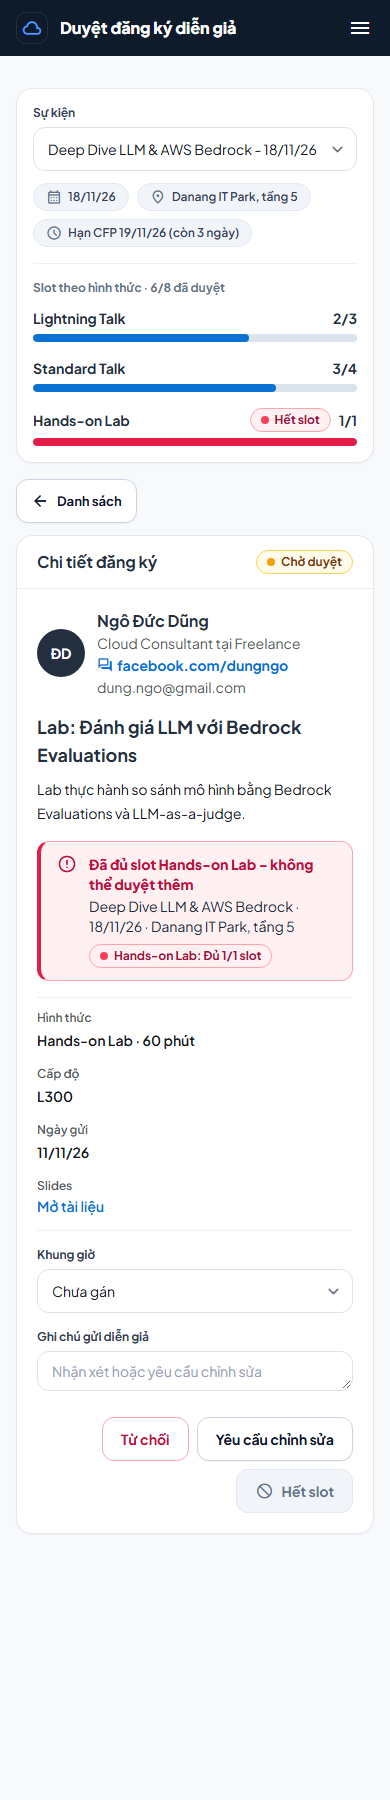 Duyệt đăng ký diễn giả
Sự kiện
Deep Dive LLM & AWS Bedrock - 18/11/26
18/11/26
Danang IT Park, tầng 5
Hạn CFP 19/11/26 (còn 3 ngày)
Slot theo hình thức · 6/8 đã duyệt
Lightning Talk 2/3
Standard Talk 3/4
Hands-on Lab Hết slot 1/1
Danh sách
Chi tiết đăng ký Chờ duyệt
ĐD
Ngô Đức Dũng
Cloud Consultant tại Freelance
facebook.com/dungngo
dung.ngo@gmail.com
Lab: Đánh giá LLM với Bedrock
Evaluations
Lab thực hành so sánh mô hình bằng Bedrock
Evaluations và LLM-as-a-judge.
Đã đủ slot Hands-on Lab – không
thể duyệt thêm
Deep Dive LLM & AWS Bedrock ·
18/11/26 · Danang IT Park, tầng 5
Hands-on Lab: Đủ 1/1 slot
Hình thức
Hands-on Lab · 60 phút
Cấp độ
L300
Ngày gửi
11/11/26
Slides
Mở tài liệu
Khung giờ
Chưa gán
Ghi chú gửi diễn giả
Nhận xét hoặc yêu cầu chỉnh sửa
Từ chối
Yêu cầu chỉnh sửa
Hết slot